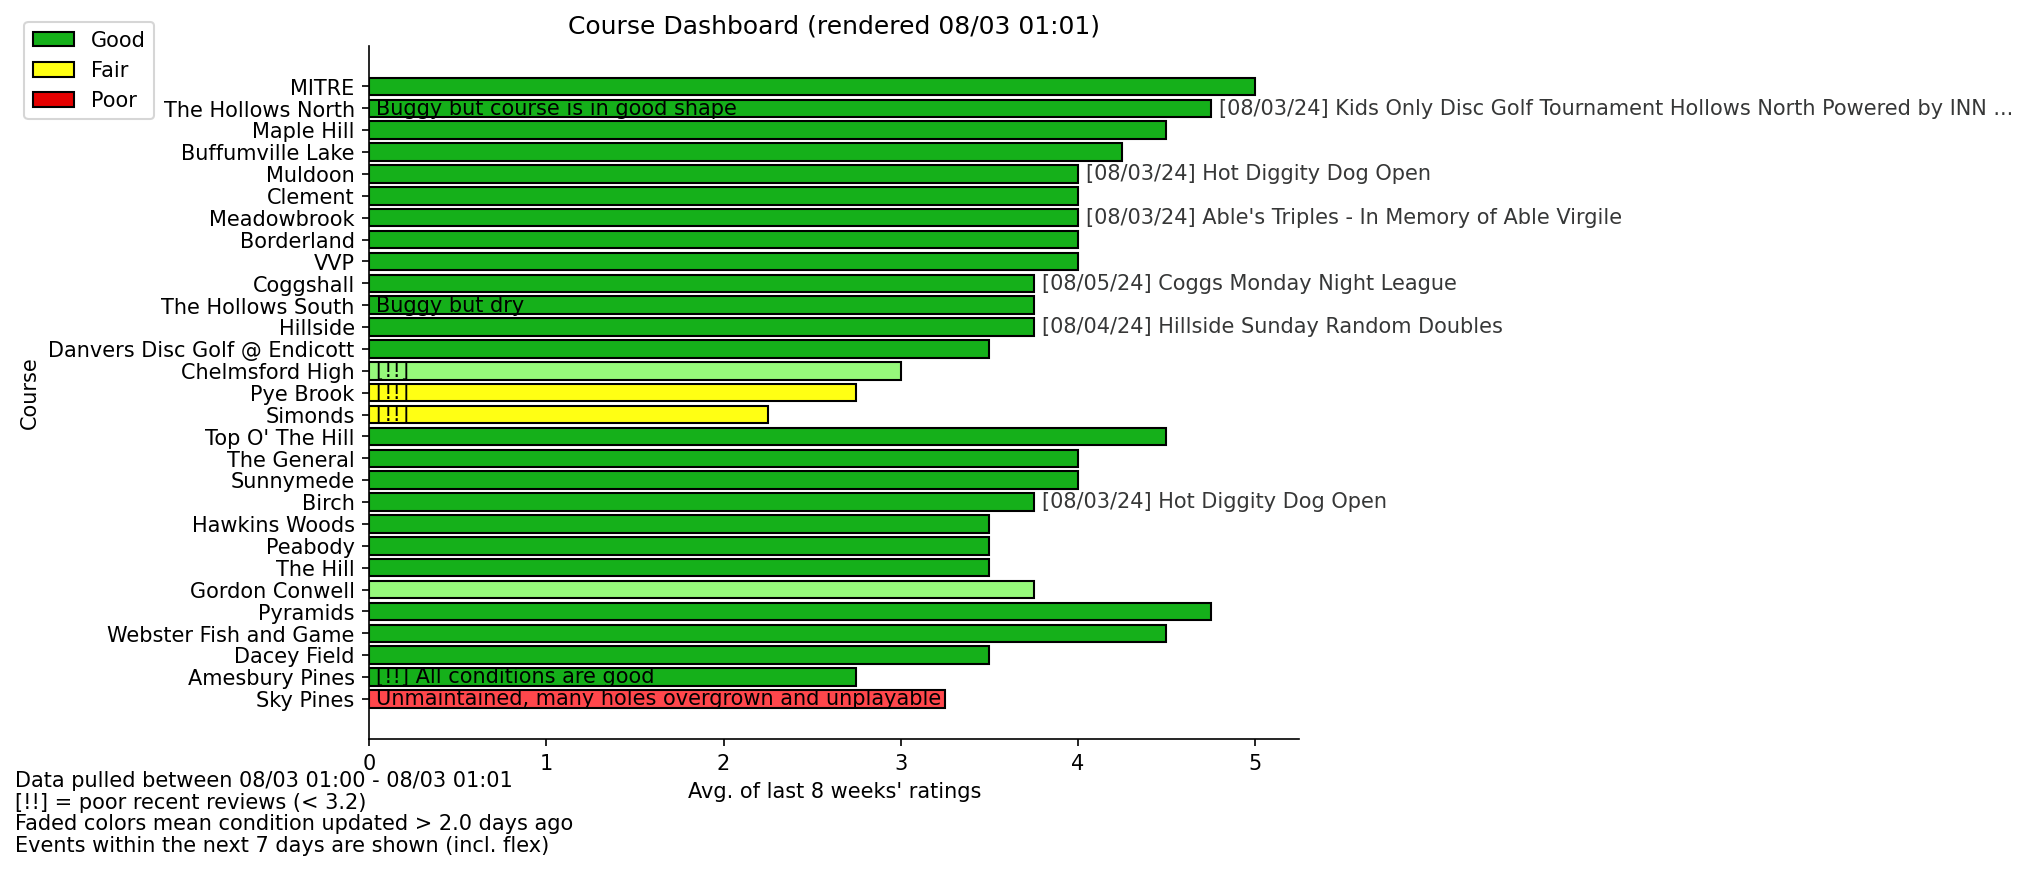 Course Dashboard (rendered 08/03 01:01)
Good
Fair
Poor
MITRE
The Hollows North Buggy but course is in good shape [08/03/24] Kids Only Disc Golf Tournament Hollows North Powered by INN ...
Maple Hill
Buffumville Lake
Muldoon [08/03/24] Hot Diggity Dog Open
Clement
Meadowbrook [08/03/24] Able's Triples - In Memory of Able Virgile
Borderland
VVP
Coggshall [08/05/24] Coggs Monday Night League
The Hollows South Buggy but dry
Hillside [08/04/24] Hillside Sunday Random Doubles
Danvers Disc Golf @ Endicott
Chelmsford High [!!]
Pye Brook [!!]
Simonds [!!]
Top O' The Hill
The General
Sunnymede
Birch [08/03/24] Hot Diggity Dog Open
Hawkins Woods
Peabody
The Hill
Gordon Conwell
Pyramids
Webster Fish and Game
Dacey Field
Amesbury Pines [!!] All conditions are good
Sky Pines Unmaintained, many holes overgrown and unplayable
Course
0 1 2 3 4 5
Avg. of last 8 weeks' ratings
Data pulled between 08/03 01:00 - 08/03 01:01
[!!] = poor recent reviews (< 3.2)
Faded colors mean condition updated > 2.0 days ago
Events within the next 7 days are shown (incl. flex)